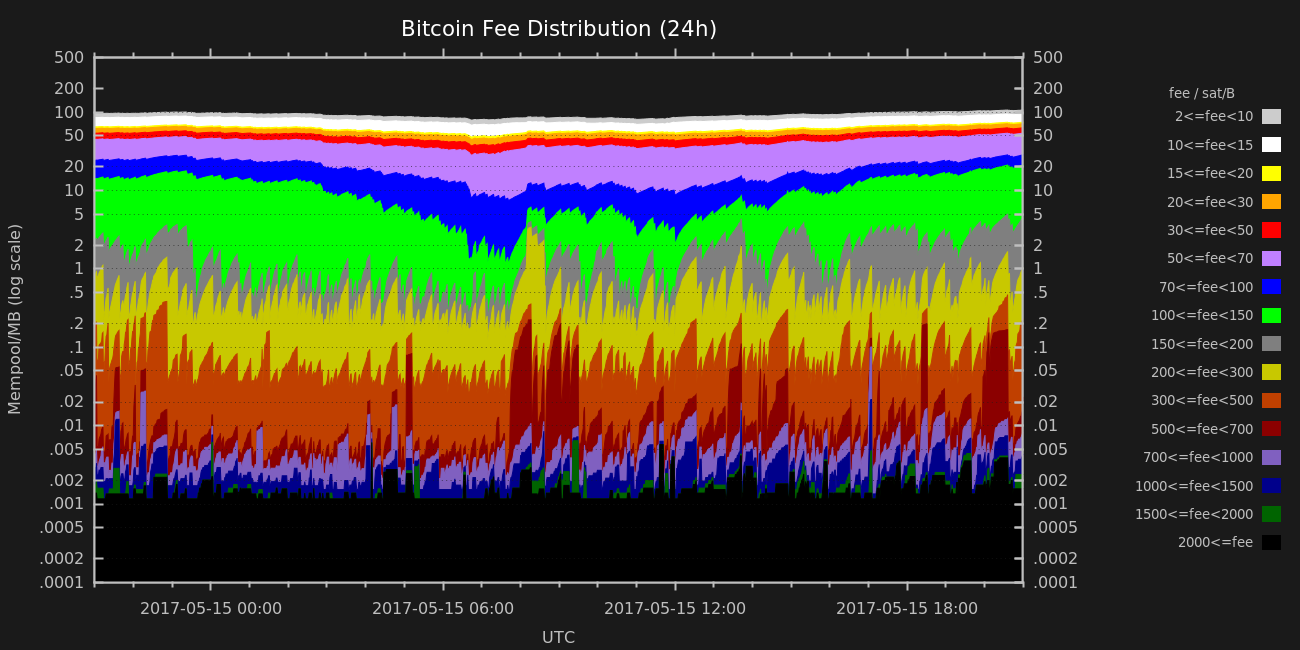 Bitcoin Fee Distribution (24h)
500
200
100
50
20
10
5
2
1
.5
.2
.1
.05
.02
.01
.005
.002
.001
.0005
.0002
.0001
Mempool/MB (log scale)
500
200
100
50
20
10
5
2
1
.5
.2
.1
.05
.02
.01
.005
.002
.001
.0005
.0002
.0001
2017-05-15 00:00
2017-05-15 06:00
2017-05-15 12:00
2017-05-15 18:00
UTC
fee / sat/B
2<=fee<10
10<=fee<15
15<=fee<20
20<=fee<30
30<=fee<50
50<=fee<70
70<=fee<100
100<=fee<150
150<=fee<200
200<=fee<300
300<=fee<500
500<=fee<700
700<=fee<1000
1000<=fee<1500
1500<=fee<2000
2000<=fee